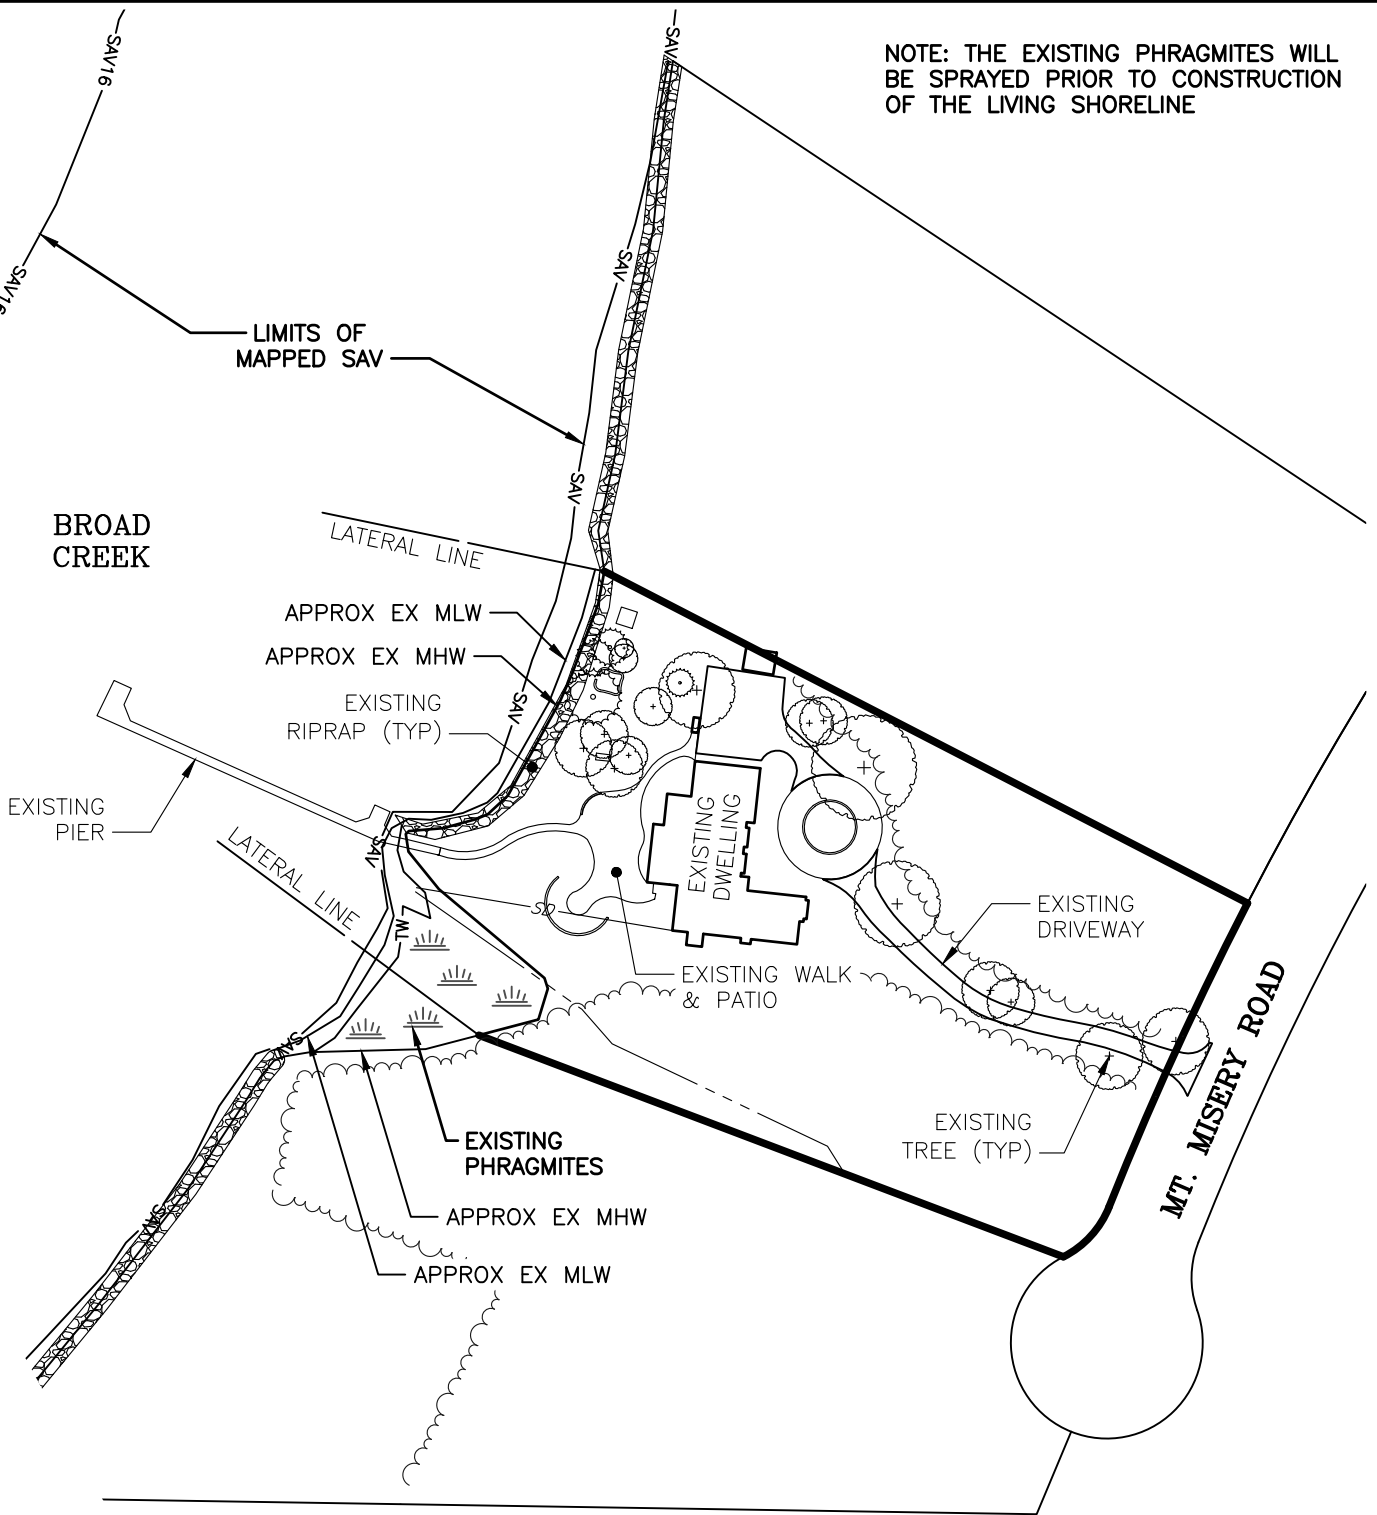 NOTE: THE EXISTING PHRAGMITES WILL
BE SPRAYED PRIOR TO CONSTRUCTION
OF THE LIVING SHORELINE
SAV16
SAV
SAV16
SAV
LIMITS OF
MAPPED SAV
SAV
BROAD
CREEK
LATERAL LINE
APPROX EX MLW
APPROX EX MHW
SAV
EXISTING
RIPRAP (TYP)
EXISTING
PIER
SAV
LATERAL LINE
EXISTING
DWELLING
SD
TW
EXISTING
DRIVEWAY
EXISTING WALK
& PATIO
SAV
MT. MISERY ROAD
EXISTING
TREE (TYP)
EXISTING
PHRAGMITES
SAV
APPROX EX MHW
APPROX EX MLW